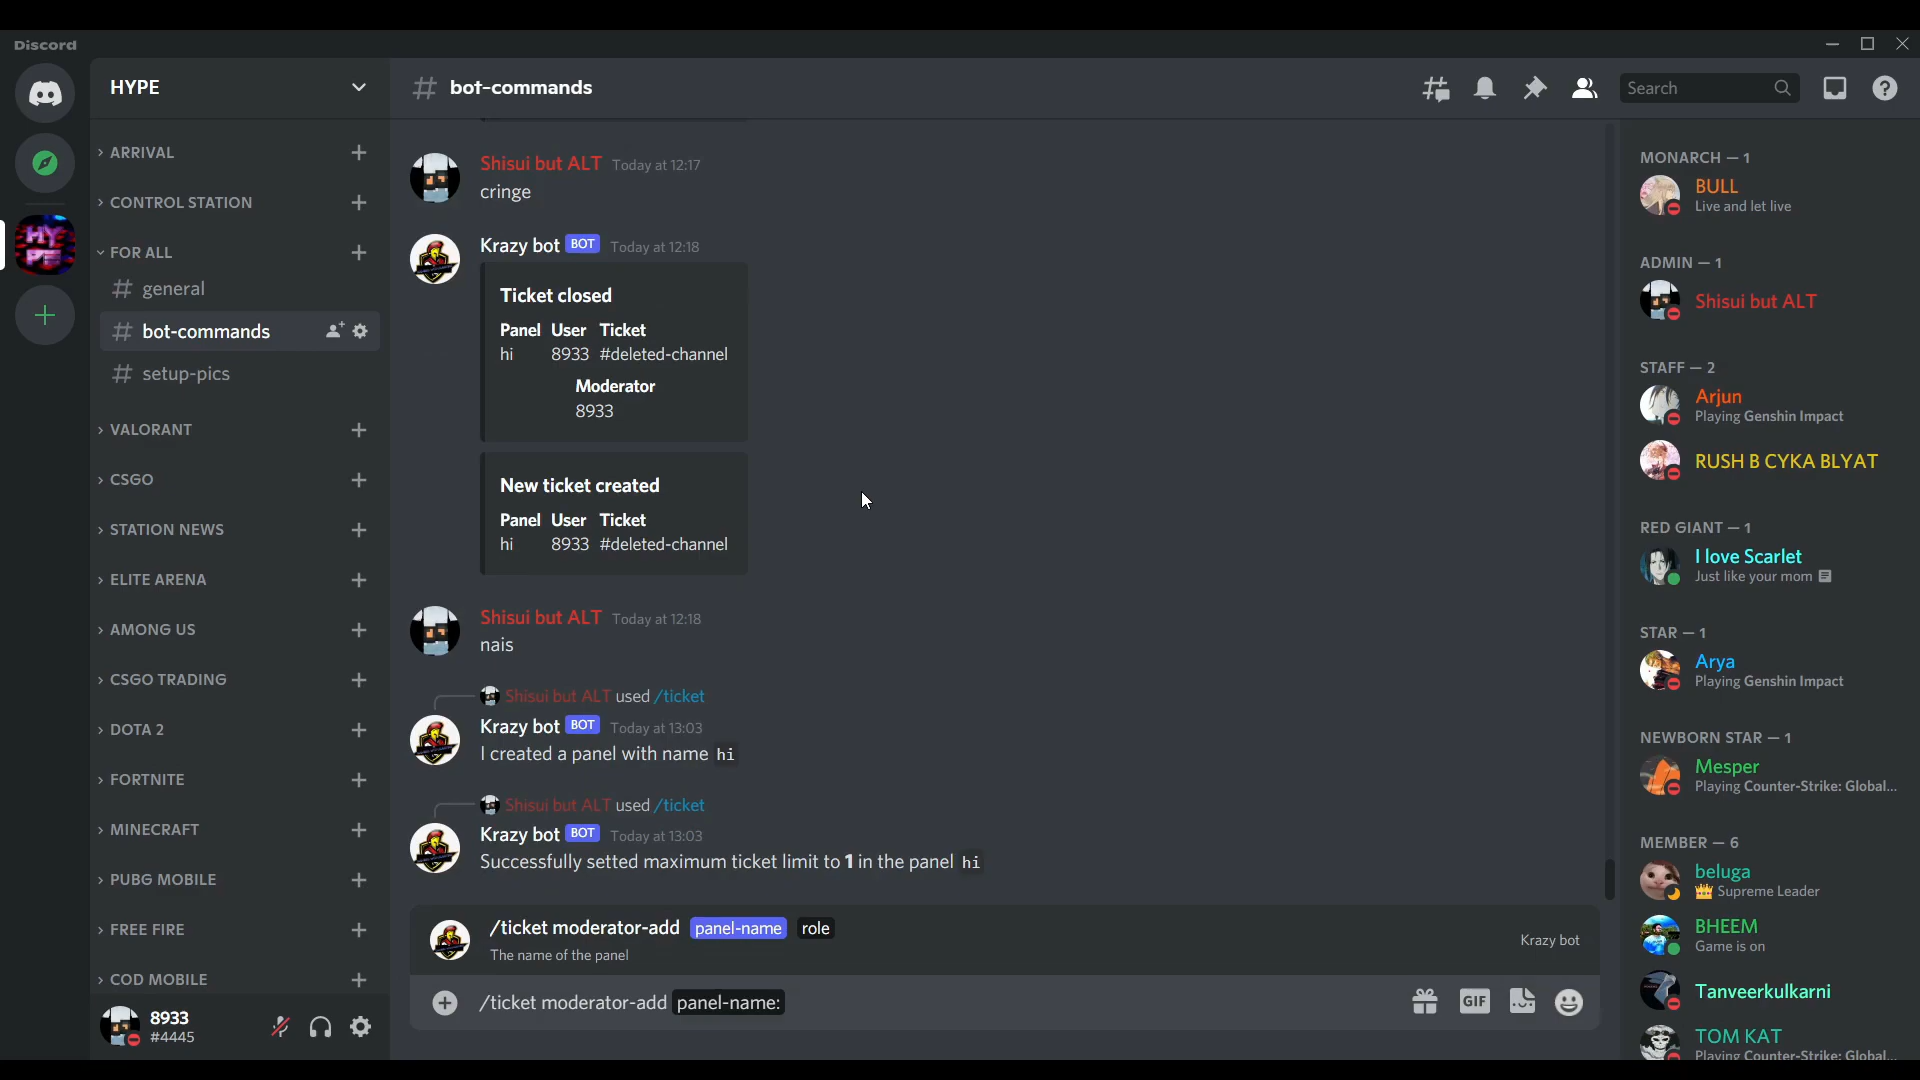 Discord
HYPE
# bot-commands
Search
ARRIVAL
CONTROL STATION
FOR ALL
# general
# bot-commands
# setup-pics
VALORANT
CSGO
STATION NEWS
ELITE ARENA
AMONG US
CSGO TRADING
DOTA 2
FORTNITE
MINECRAFT
PUBG MOBILE
FREE FIRE
COD MOBILE
8933
#4445
HY
PE
Shisui but ALT Today at 12:17
cringe
Krazy bot BOT Today at 12:18
Ticket closed
Panel User Ticket
hi 8933 #deleted-channel
Moderator
8933
New ticket created
Panel User Ticket
hi 8933 #deleted-channel
Shisui but ALT Today at 12:18
nais
Shisui but ALT used /ticket
Krazy bot BOT Today at 13:03
I created a panel with name hi
Shisui but ALT used /ticket
Krazy bot BOT Today at 13:03
Successfully setted maximum ticket limit to 1 in the panel hi
/ticket moderator-add panel-name role
The name of the panel
Krazy bot
/ticket moderator-add panel-name:
GIF
MONARCH — 1
BULL
Live and let live
ADMIN — 1
Shisui but ALT
STAFF — 2
Arjun
Playing Genshin Impact
RUSH B CYKA BLYAT
RED GIANT — 1
I love Scarlet
Just like your mom
STAR — 1
Arya
Playing Genshin Impact
NEWBORN STAR — 1
Mesper
Playing Counter-Strike: Global...
MEMBER — 6
beluga
Supreme Leader
BHEEM
Game is on
Tanveerkulkarni
TOM KAT
Playing Counter-Strike: Global...